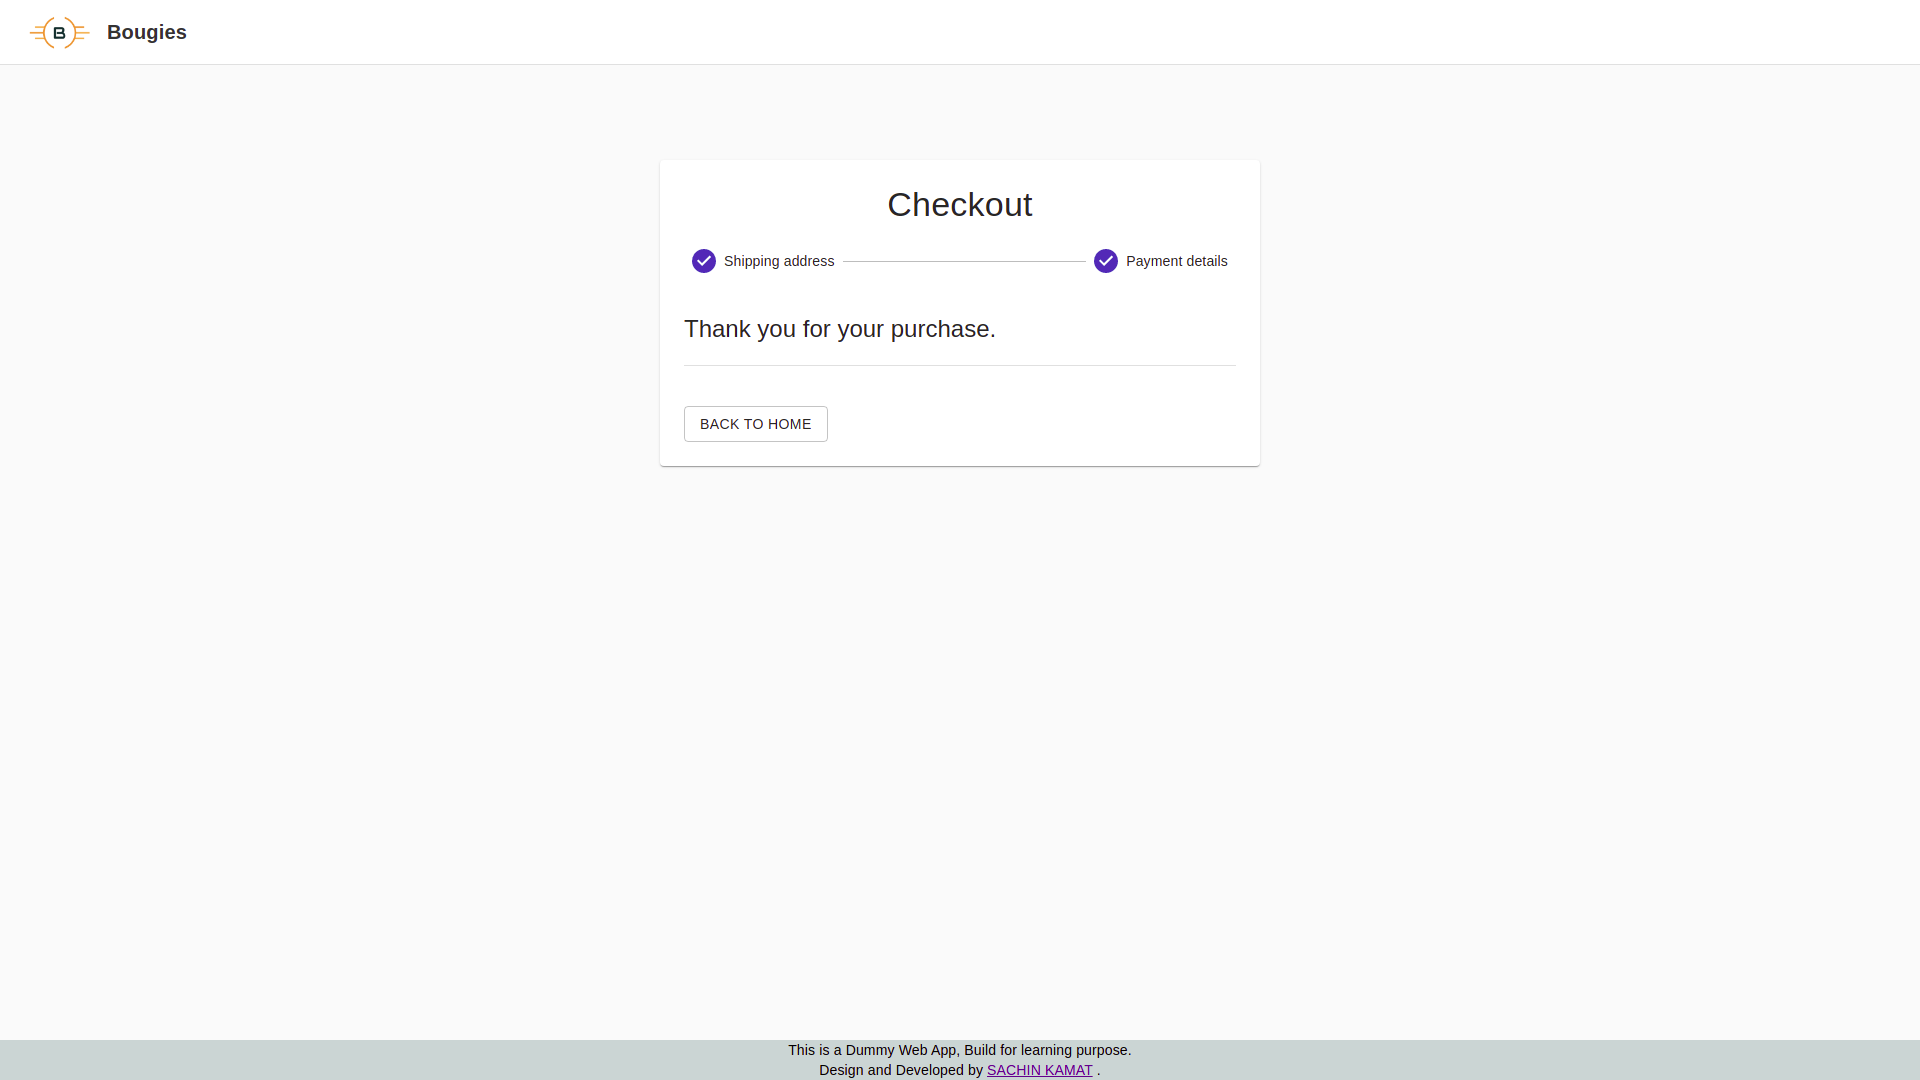 B
Bougies
Checkout
Shipping address
Payment details
Thank you for your purchase.
BACK TO HOME
This is a Dummy Web App, Build for learning purpose.
Design and Developed by SACHIN KAMAT .